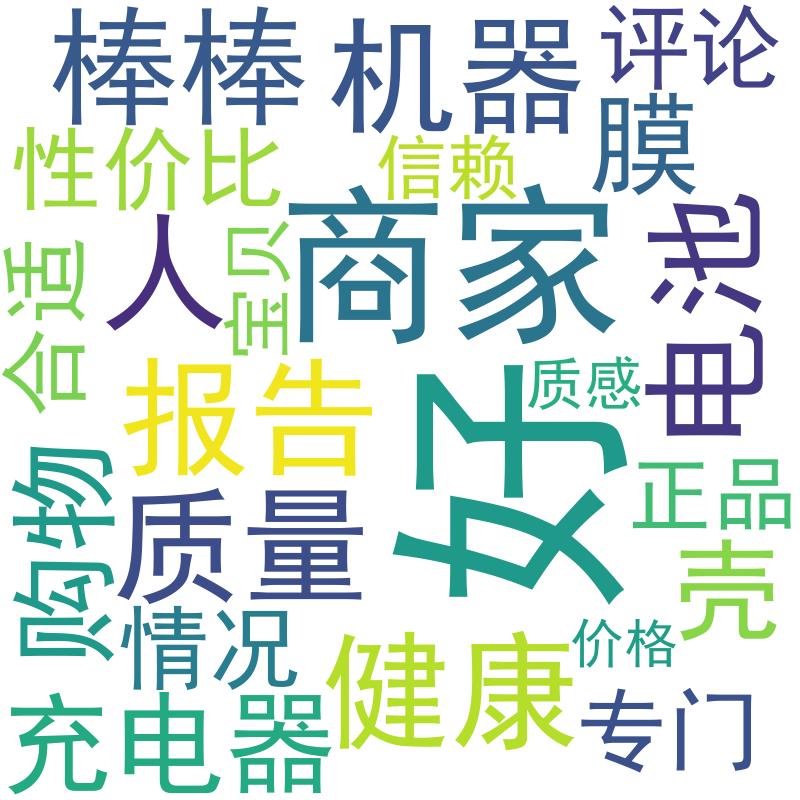 棒棒
机器
评论
膜
性价比
信赖
商家
人
宝贝
合适
电池
报告
质感
好
购物
质量
正品
壳
情况
价格
健康
充电器
专门